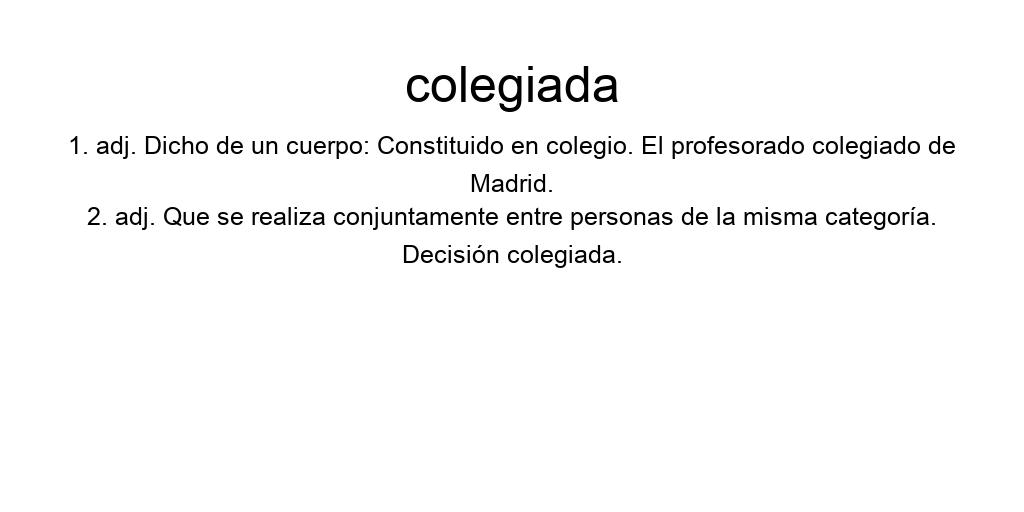 colegiada
1. adj. Dicho de un cuerpo: Constituido en colegio. El profesorado colegiado de
Madrid.
2. adj. Que se realiza conjuntamente entre personas de la misma categoría.
Decisión colegiada.